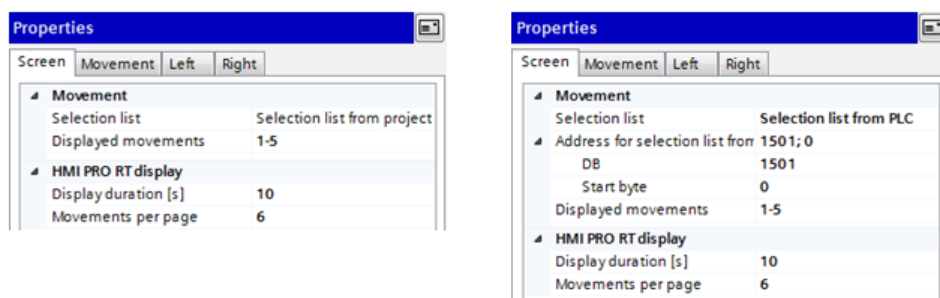 Properties
Screen Movement Left Right
Movement
Selection list Selection list from project
Displayed movements 1-5
HMI PRO RT display
Display duration [s] 10
Movements per page 6
Properties
Screen Movement Left Right
Movement
Selection list Selection list from PLC
Address for selection list from 1501; 0
DB 1501
Start byte 0
Displayed movements 1-5
HMI PRO RT display
Display duration [s] 10
Movements per page 6